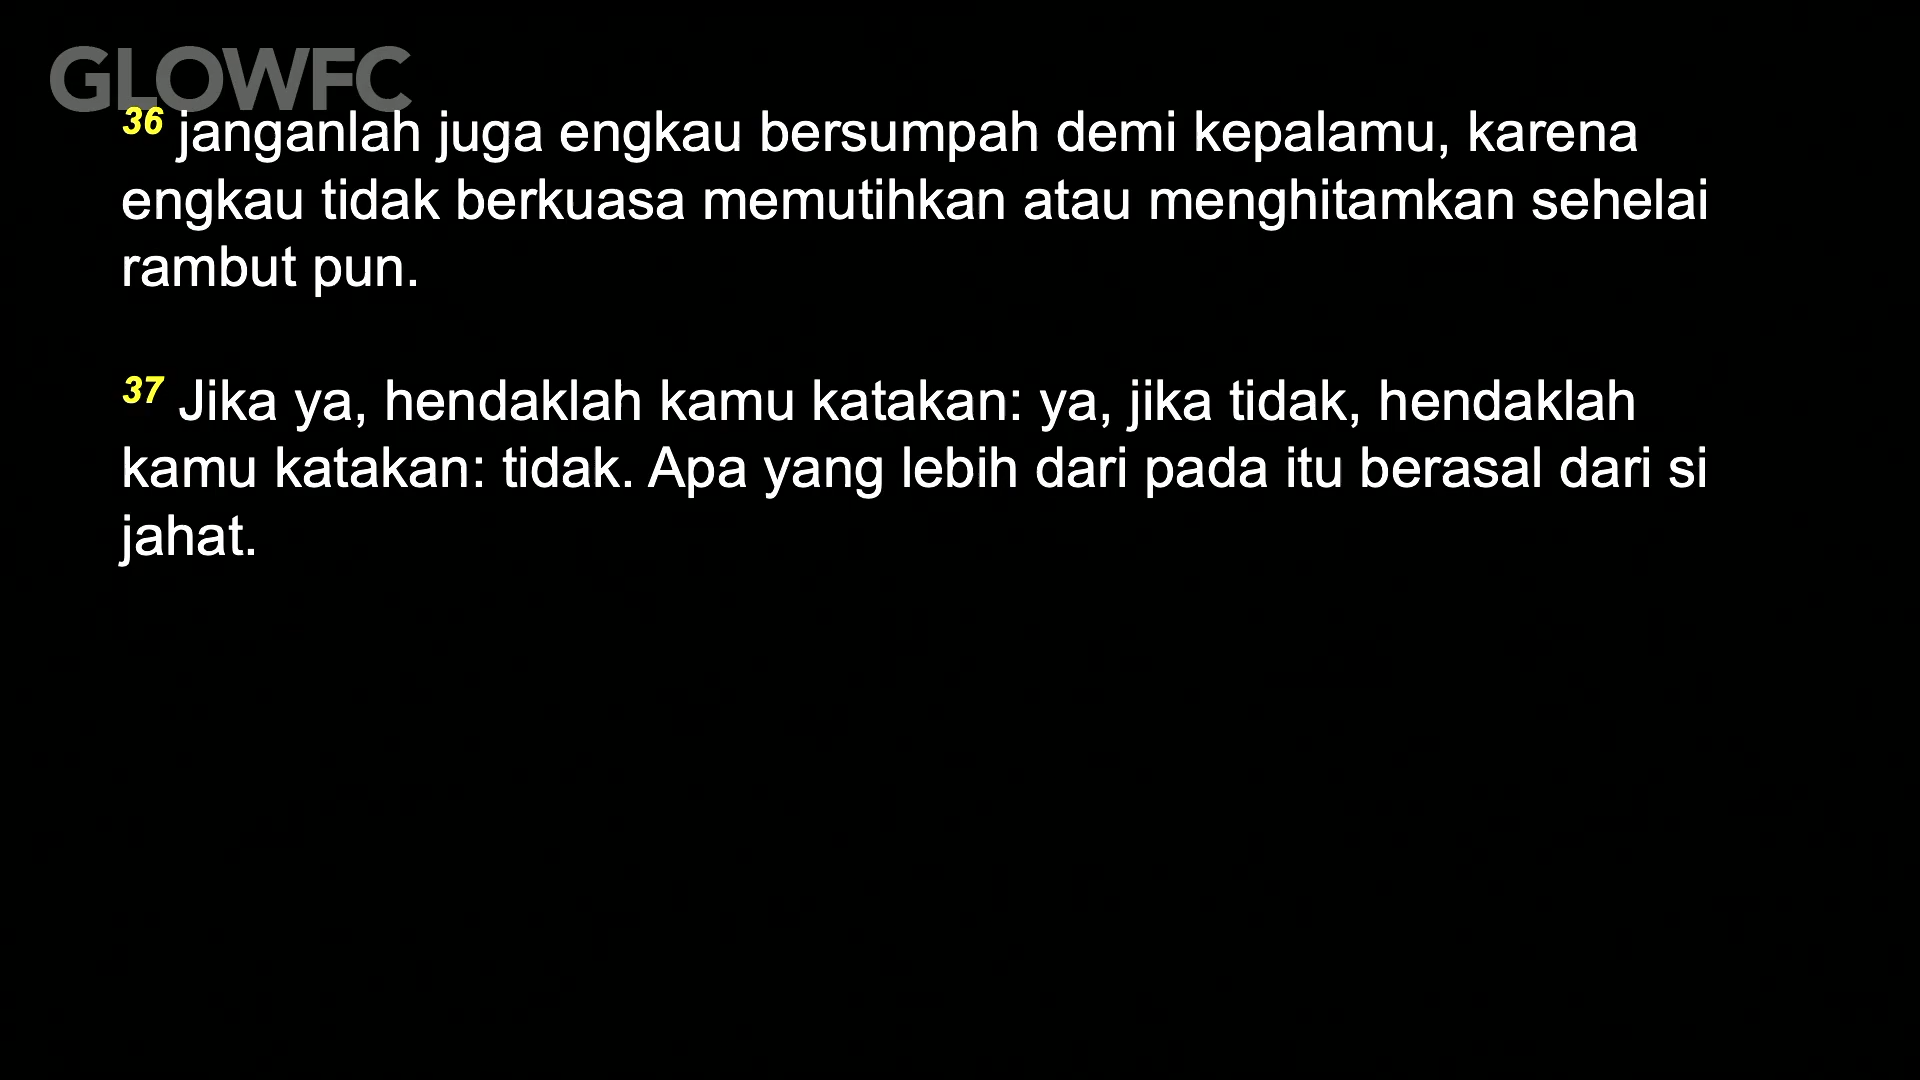 GLOWFC
36 janganlah juga engkau bersumpah demi kepalamu, karena
engkau tidak berkuasa memutihkan atau menghitamkan sehelai
rambut pun.
37 Jika ya, hendaklah kamu katakan: ya, jika tidak, hendaklah
kamu katakan: tidak. Apa yang lebih dari pada itu berasal dari si
jahat.